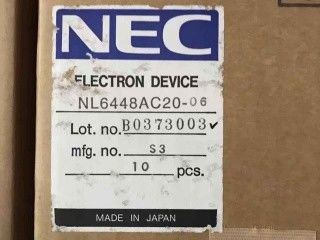 NEC
ELECTRON DEVICE
NL6448AC20-06
Lot. no. B0373003✓
mfg. no. S3
10 pcs.
MADE IN JAPAN